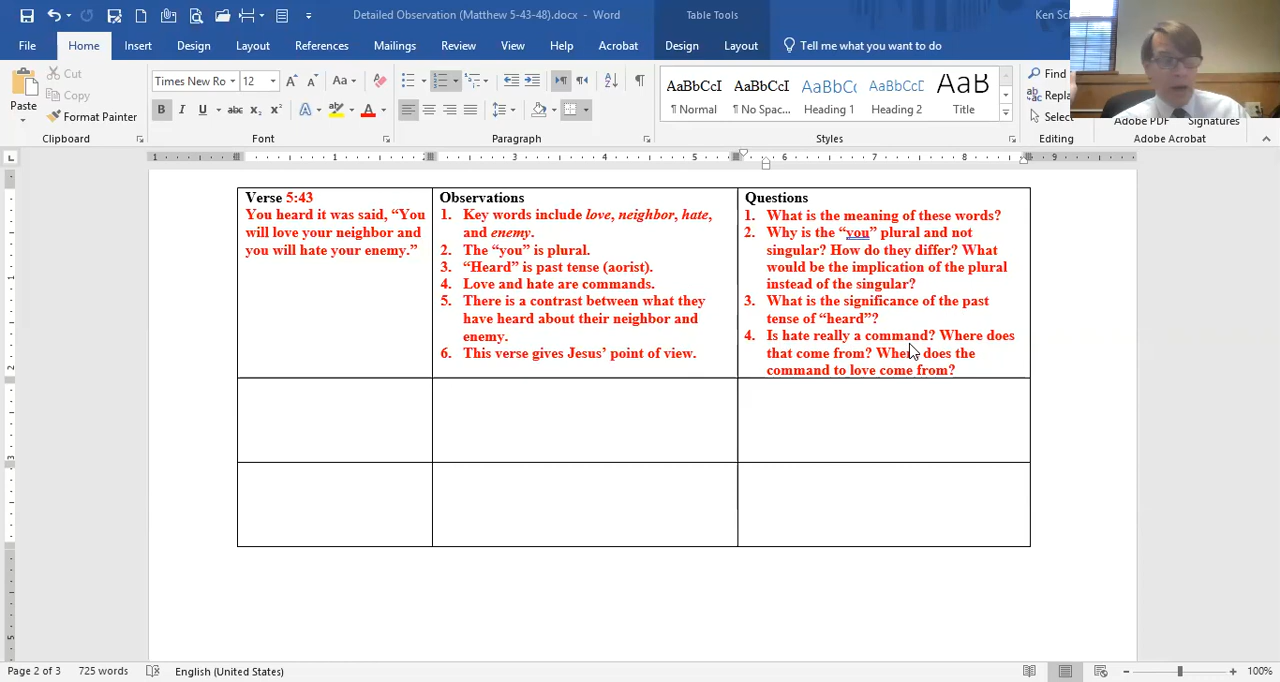 Detailed Observation (Matthew 5-43-48).docx - Word
Table Tools
File Home Insert Design Layout References Mailings Review View Help Acrobat Design Layout Tell me what you want to do
Paste
Cut
Copy
Format Painter
Clipboard
Times New Ro 12
Font
Paragraph
AaBbCcI AaBbCcI AaBbC AaBbCcE AaB
¶ Normal ¶ No Spac... Heading 1 Heading 2 Title
Styles
Find
Repla
Select
Editing
Adobe PDF Signatures
Adobe Acrobat
Verse 5:43
You heard it was said, “You
will love your neighbor and
you will hate your enemy.”
Observations
1. Key words include love, neighbor, hate,
and enemy.
2. The “you” is plural.
3. “Heard” is past tense (aorist).
4. Love and hate are commands.
5. There is a contrast between what they
have heard about their neighbor and
enemy.
6. This verse gives Jesus’ point of view.
Questions
1. What is the meaning of these words?
2. Why is the “you” plural and not
singular? How do they differ? What
would be the implication of the plural
instead of the singular?
3. What is the significance of the past
tense of “heard”?
4. Is hate really a command? Where does
that come from? Where does the
command to love come from?
Page 2 of 3 725 words English (United States) 100%